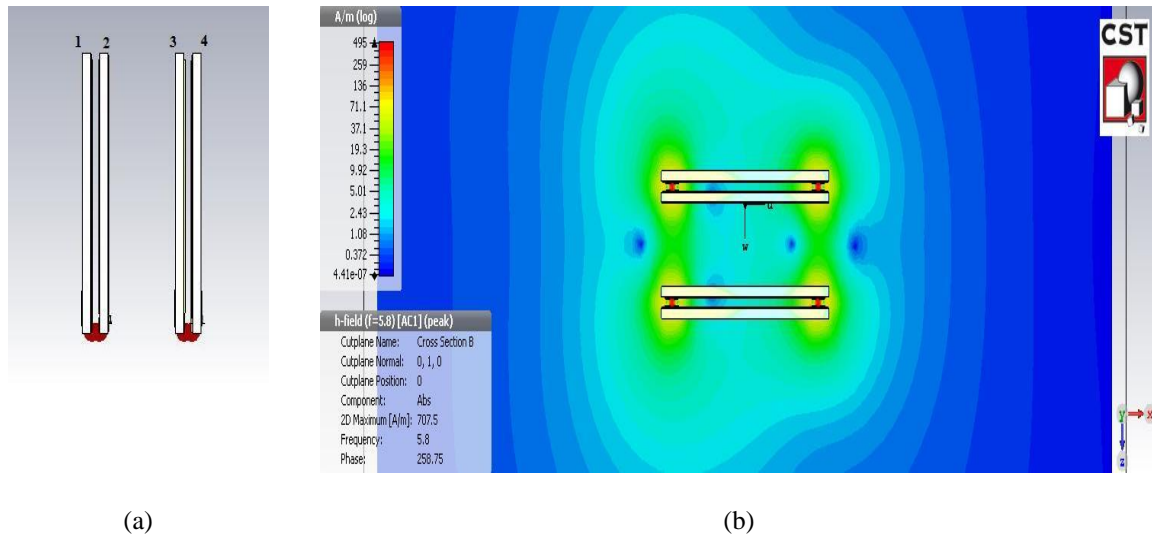 1 2 3 4
A/m (log)
495
259
136
71.1
37.1
19.3
9.92
5.01
2.43
1.08
0.372
4.41e-07
CST
u
w
h-field (f=5.8) [AC1] (peak)
Cutplane Name: Cross Section B
Cutplane Normal: 0, 1, 0
Cutplane Position: 0
Component: Abs
2D Maximum [A/m]: 707.5
Frequency: 5.8
Phase: 258.75
y x
z
(a) (b)